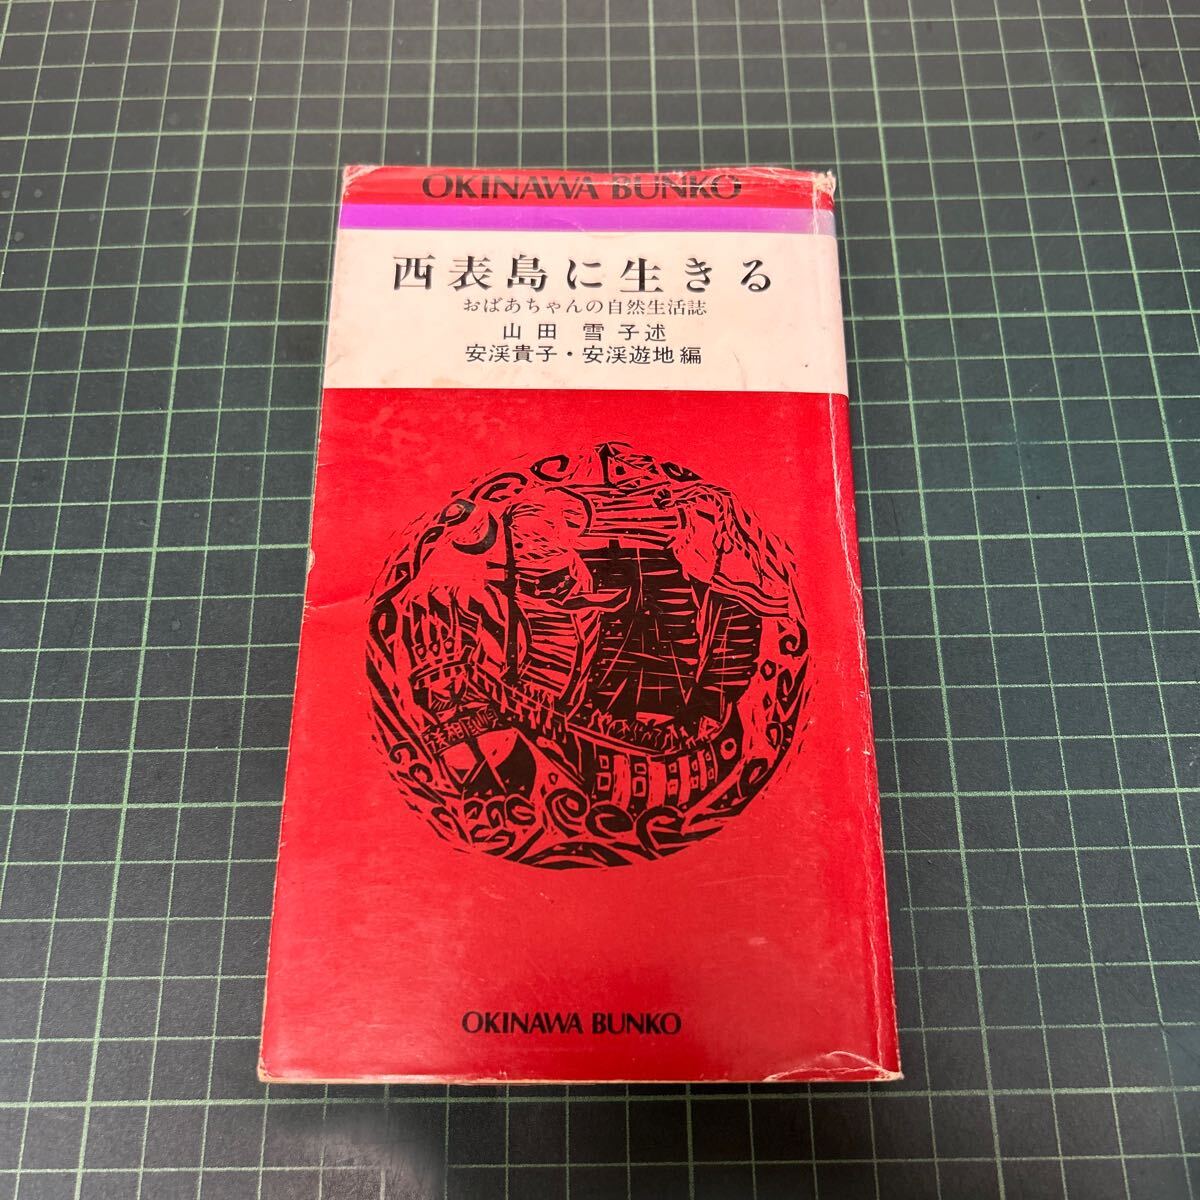 OKINAWA BUNKO
西表島に生きる
おばあちゃんの自然生活誌
山田 雪子述
安渓貴子・安渓遊地編
OKINAWA BUNKO